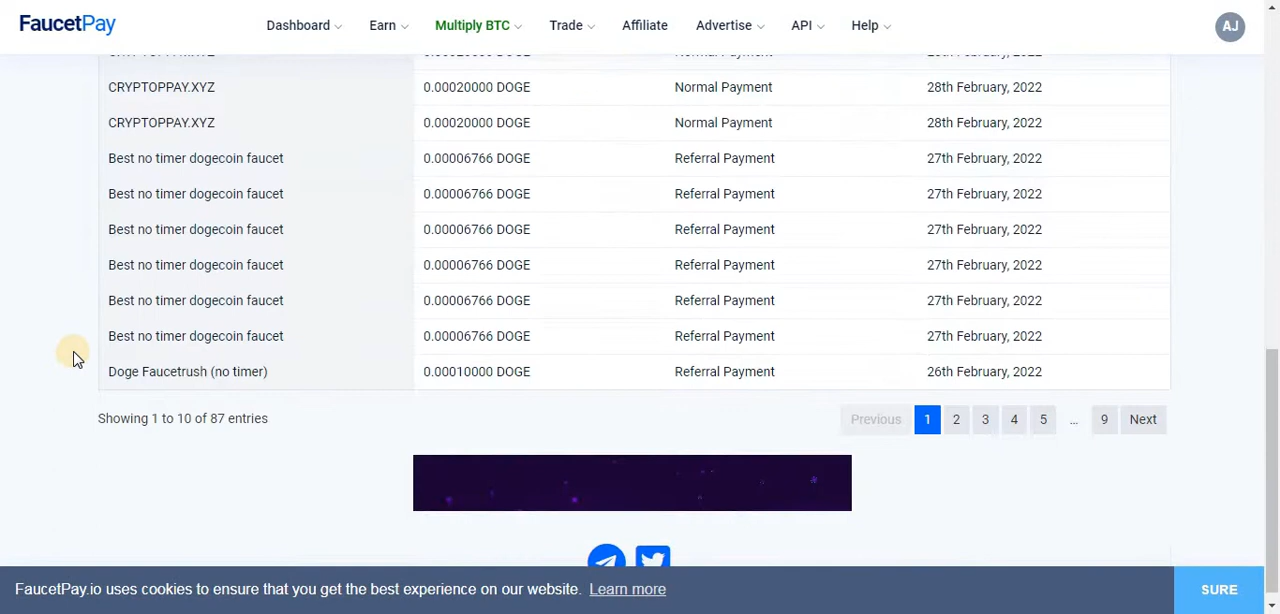 FaucetPay Dashboard Earn Multiply BTC Trade Affiliate Advertise API Help AJ
CRYPTOPPAY.XYZ 0.00020000 DOGE Normal Payment 28th February, 2022
CRYPTOPPAY.XYZ 0.00020000 DOGE Normal Payment 28th February, 2022
Best no timer dogecoin faucet 0.00006766 DOGE Referral Payment 27th February, 2022
Best no timer dogecoin faucet 0.00006766 DOGE Referral Payment 27th February, 2022
Best no timer dogecoin faucet 0.00006766 DOGE Referral Payment 27th February, 2022
Best no timer dogecoin faucet 0.00006766 DOGE Referral Payment 27th February, 2022
Best no timer dogecoin faucet 0.00006766 DOGE Referral Payment 27th February, 2022
Best no timer dogecoin faucet 0.00006766 DOGE Referral Payment 27th February, 2022
Doge Faucetrush (no timer) 0.00010000 DOGE Referral Payment 26th February, 2022
Showing 1 to 10 of 87 entries Previous 1 2 3 4 5 ... 9 Next
FaucetPay.io uses cookies to ensure that you get the best experience on our website. Learn more SURE